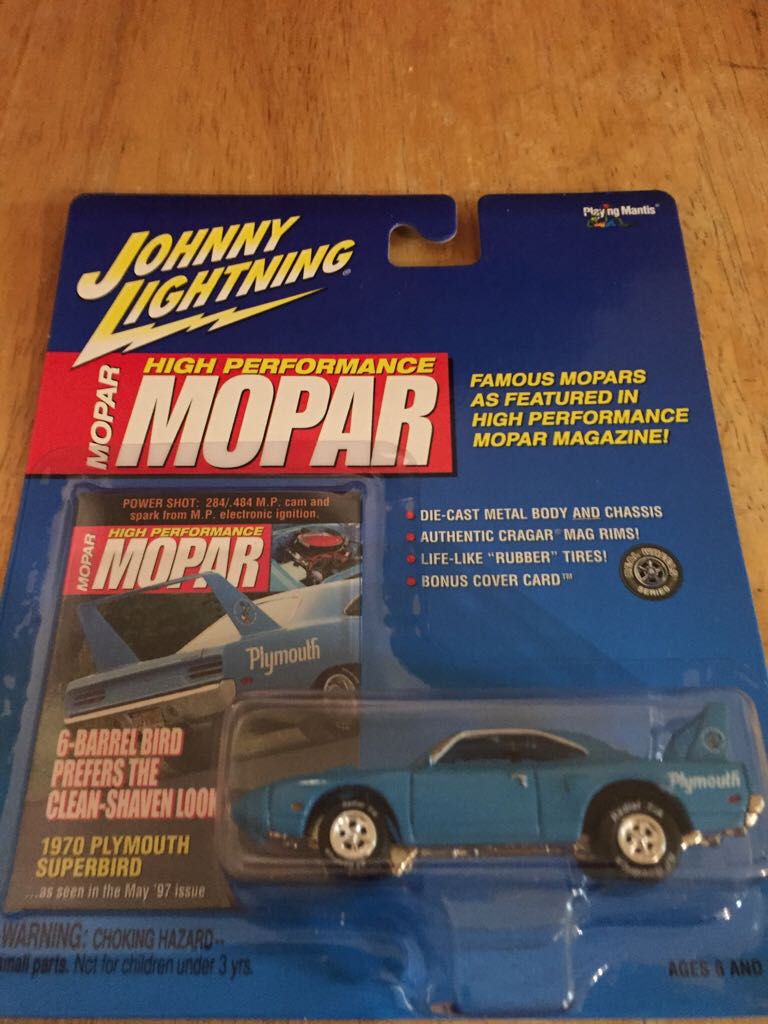 Playing Mantis
JOHNNY
LIGHTNING®
MOPAR
HIGH PERFORMANCE
MOPAR
FAMOUS MOPARS
AS FEATURED IN
HIGH PERFORMANCE
MOPAR MAGAZINE!
POWER SHOT: 284/.484 M.P. cam and
spark from M.P. electronic ignition.
MOPAR
HIGH PERFORMANCE
MOPAR
Plymouth
6-BARREL BIRD
PREFERS THE
CLEAN-SHAVEN LOOK
1970 PLYMOUTH
SUPERBIRD
...as seen in the May '97 issue
• DIE-CAST METAL BODY AND CHASSIS
• AUTHENTIC CRAGAR® MAG RIMS!
• LIFE-LIKE "RUBBER" TIRES!
• BONUS COVER CARD™
SERIES
Plymouth
WARNING: CHOKING HAZARD--
small parts. Not for children under 3 yrs.
AGES 8 AND